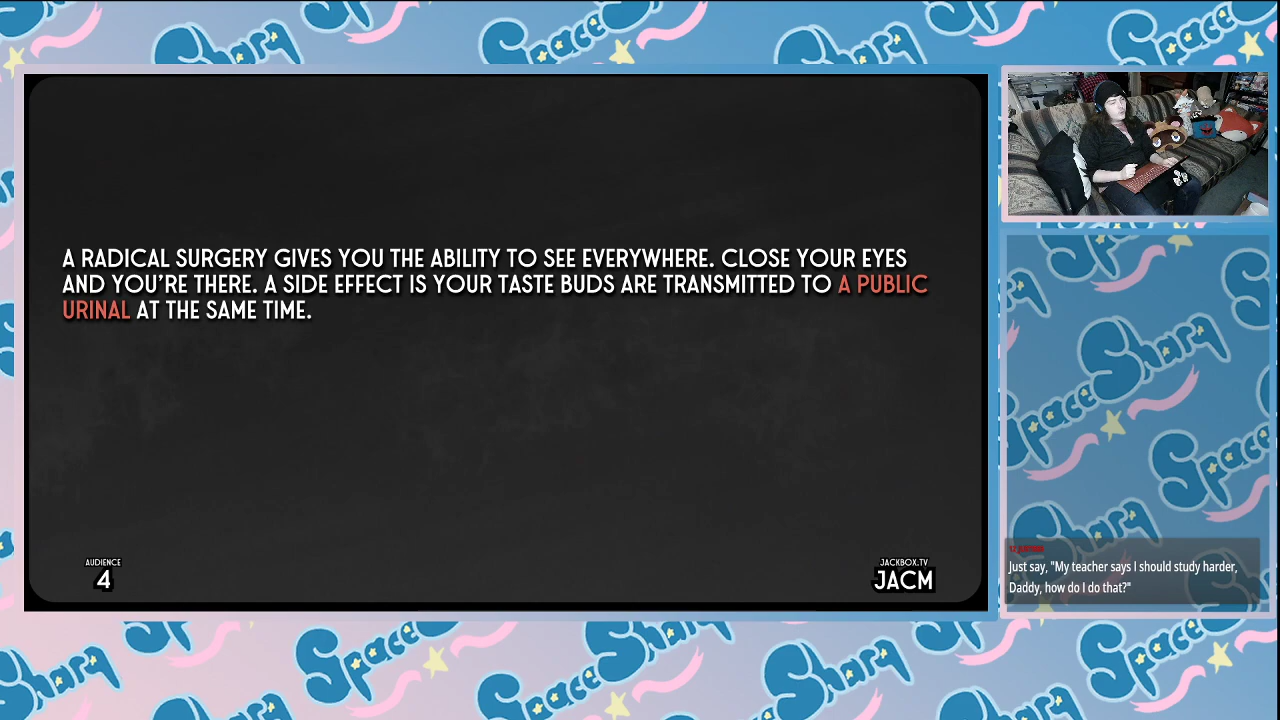 A RADICAL SURGERY GIVES YOU THE ABILITY TO SEE EVERYWHERE. CLOSE YOUR EYES
AND YOU'RE THERE. A SIDE EFFECT IS YOUR TASTE BUDS ARE TRANSMITTED TO A PUBLIC
URINAL AT THE SAME TIME.
AUDIENCE
4
JACKBOX.TV
JACM
Just say, "My teacher says I should study harder,
Daddy, how do I do that?"
Space Sharq